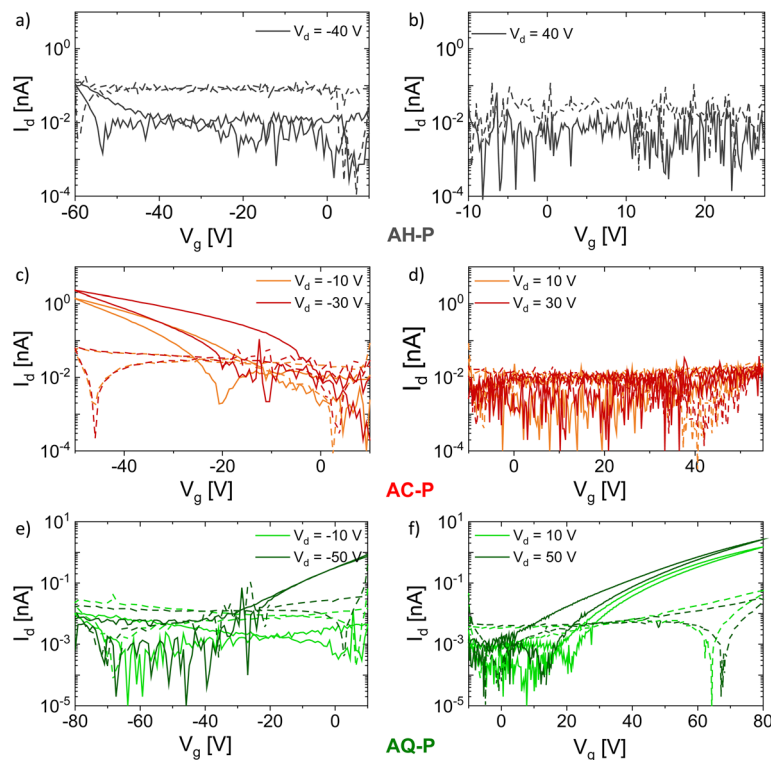 a)
V_d = -40 V
I_d [nA]
10^0
10^-2
10^-4
-60 -40 -20 0
V_g [V]
b)
V_d = 40 V
I_d [nA]
10^0
10^-2
10^-4
-10 0 10 20
V_g [V]
AH-P
c)
V_d = -10 V
V_d = -30 V
I_d [nA]
10^0
10^-2
10^-4
-40 -20 0
V_g [V]
d)
V_d = 10 V
V_d = 30 V
I_d [nA]
10^0
10^-2
10^-4
0 20 40
V_g [V]
AC-P
e)
V_d = -10 V
V_d = -50 V
I_d [nA]
10^1
10^-1
10^-3
10^-5
-80 -60 -40 -20 0
V_g [V]
f)
V_d = 10 V
V_d = 50 V
I_d [nA]
10^1
10^-1
10^-3
10^-5
0 20 40 60 80
V_g [V]
AQ-P